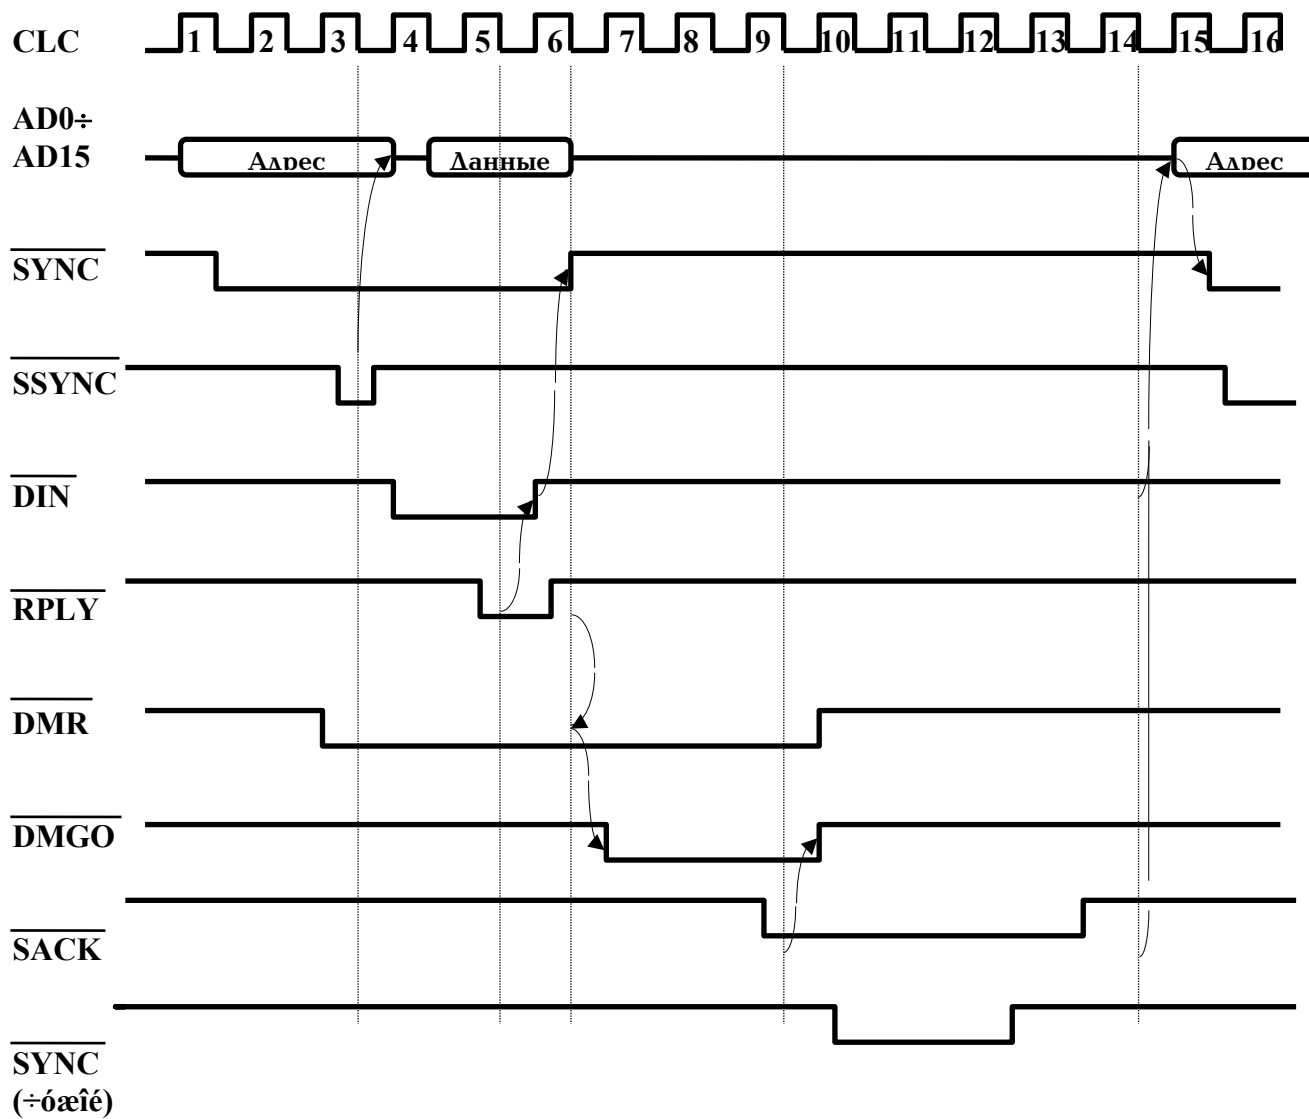 CLC 1 2 3 4 5 6 7 8 9 10 11 12 13 14 15 16
AD0÷
AD15 Адрес Данные Адрес
SYNC
SSYNC
DIN
RPLY
DMR
DMGO
SACK
SYNC
(÷óæîé)